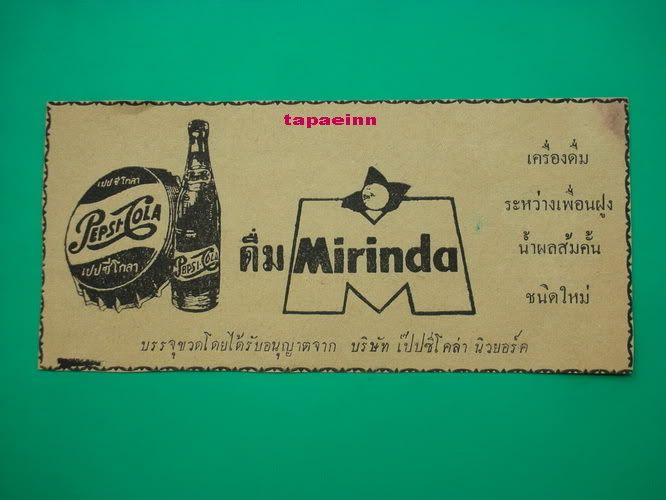 tapaeinn
เปปซี่โกลา
PEPSI-COLA
เปปซี่โกลา
PEPSI-COLA
ดื่ม Mirinda
เครื่องดื่ม
ระหว่างเพื่อนฝูง
น้ำผลส้มคั้น
ชนิดใหม่
บรรจุขวดโดยได้รับอนุญาตจาก บริษัท เป๊ปซี่โคล่า นิวยอร์ค